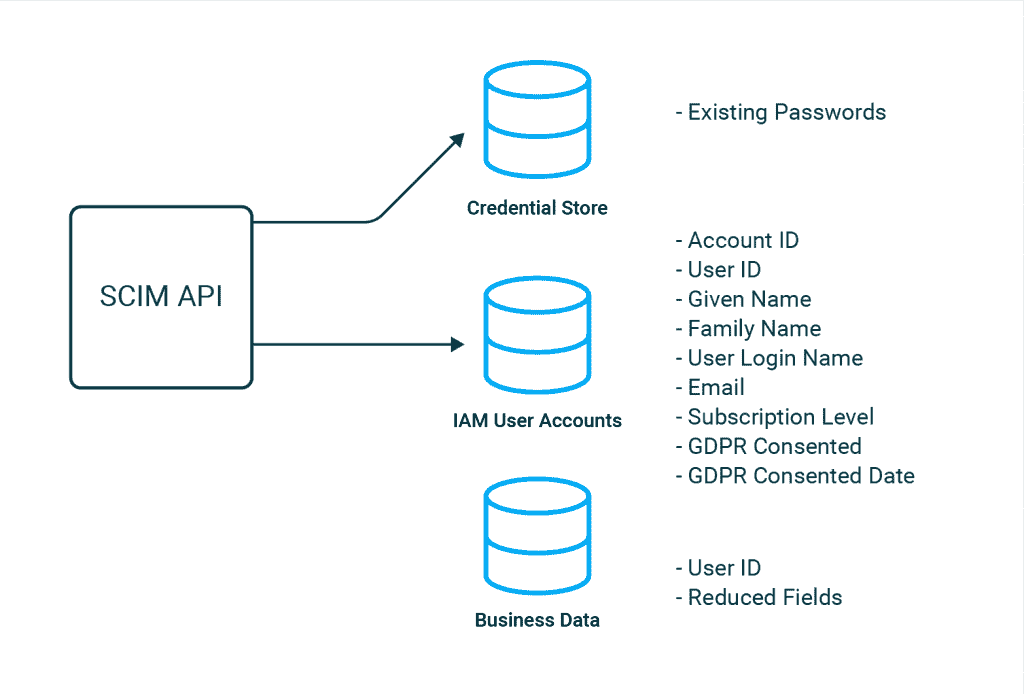 - Existing Passwords
Credential Store
SCIM API
- Account ID
- User ID
- Given Name
- Family Name
- User Login Name
- Email
- Subscription Level
- GDPR Consented
- GDPR Consented Date
IAM User Accounts
- User ID
- Reduced Fields
Business Data